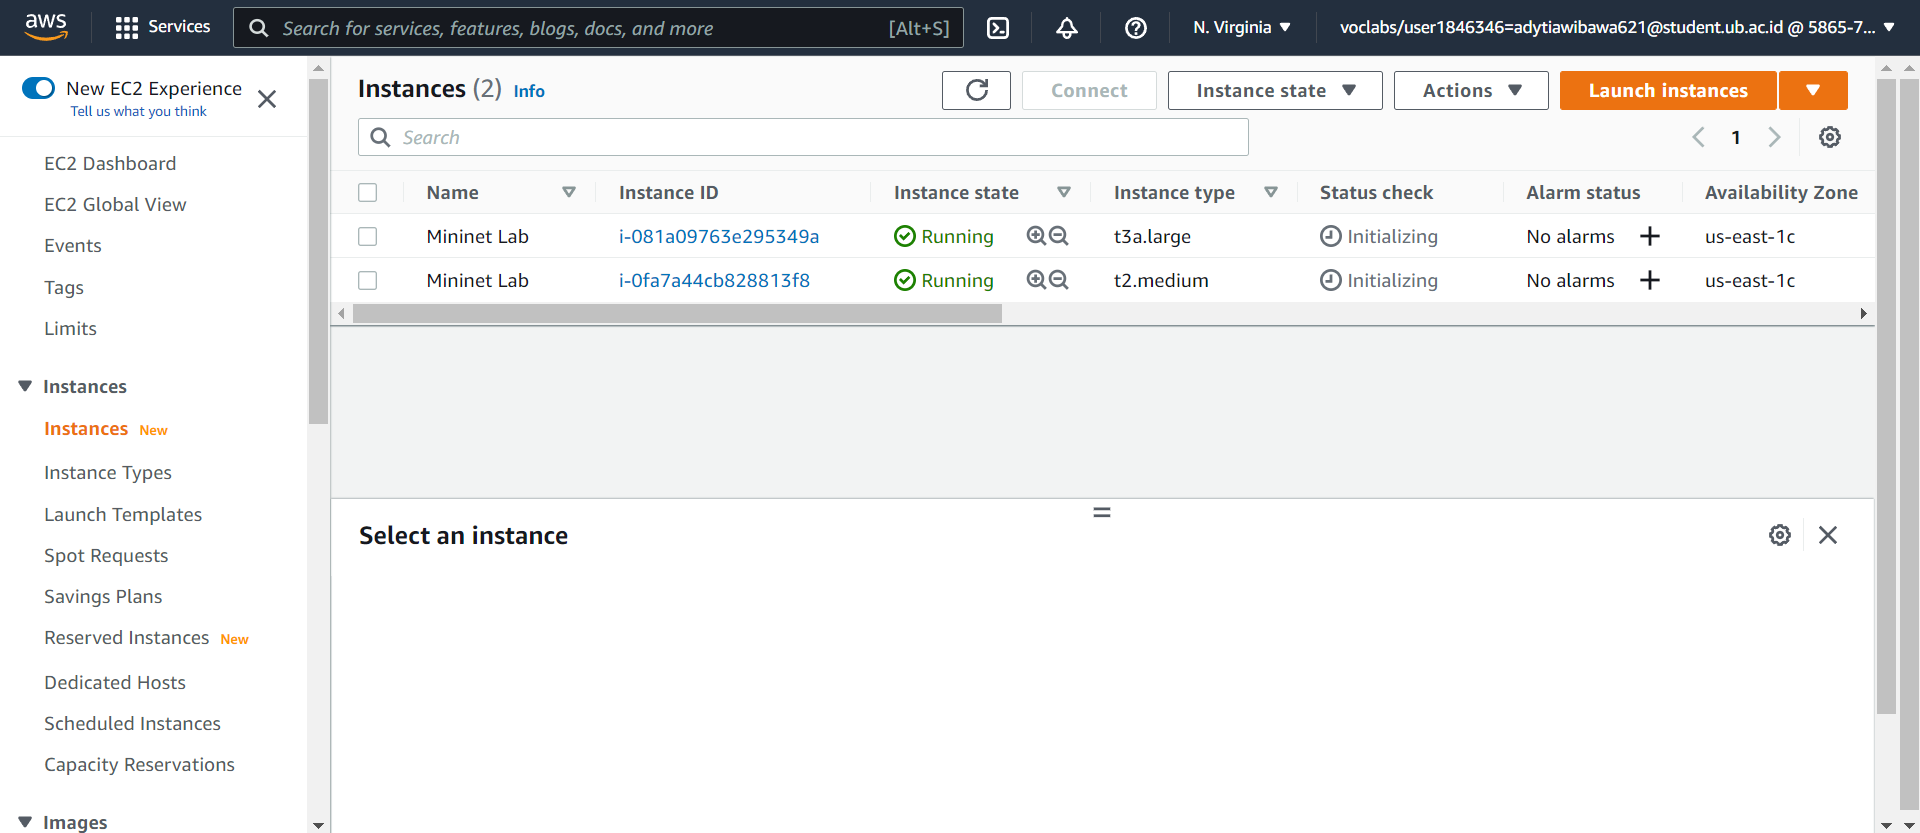 aws
Services
Search for services, features, blogs, docs, and more [Alt+S]
N. Virginia
voclabs/user1846346=adytiawibawa621@student.ub.ac.id @ 5865-7...
New EC2 Experience
Tell us what you think
EC2 Dashboard
EC2 Global View
Events
Tags
Limits
Instances
Instances New
Instance Types
Launch Templates
Spot Requests
Savings Plans
Reserved Instances New
Dedicated Hosts
Scheduled Instances
Capacity Reservations
Images
Instances (2) Info
Connect
Instance state
Actions
Launch instances
Search
1
Name Instance ID Instance state Instance type Status check Alarm status Availability Zone
Mininet Lab i-081a09763e295349a Running t3a.large Initializing No alarms us-east-1c
Mininet Lab i-0fa7a44cb828813f8 Running t2.medium Initializing No alarms us-east-1c
Select an instance